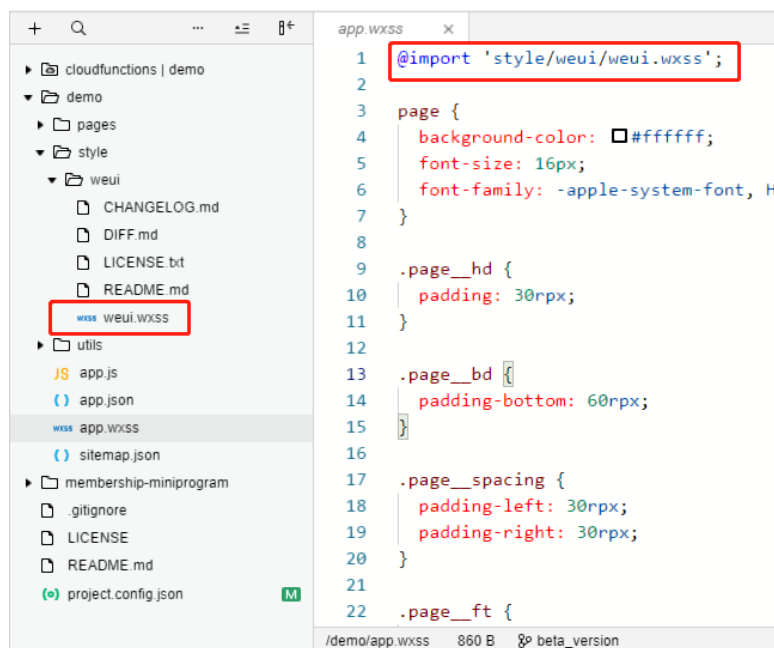 app.wxss
cloudfunctions | demo
demo
pages
style
weui
CHANGELOG.md
DIFF.md
LICENSE.txt
README.md
wxss weui.wxss
utils
JS app.js
{ } app.json
wxss app.wxss
{ } sitemap.json
membership-miniprogram
.gitignore
LICENSE
README.md
project.config.json M
1 @import 'style/weui/weui.wxss';
2
3 page {
4 background-color: #ffffff;
5 font-size: 16px;
6 font-family: -apple-system-font, H
7 }
8
9 .page__hd {
10 padding: 30rpx;
11 }
12
13 .page__bd {
14 padding-bottom: 60rpx;
15 }
16
17 .page__spacing {
18 padding-left: 30rpx;
19 padding-right: 30rpx;
20 }
21
22 .page__ft {
/demo/app.wxss 860 B beta_version